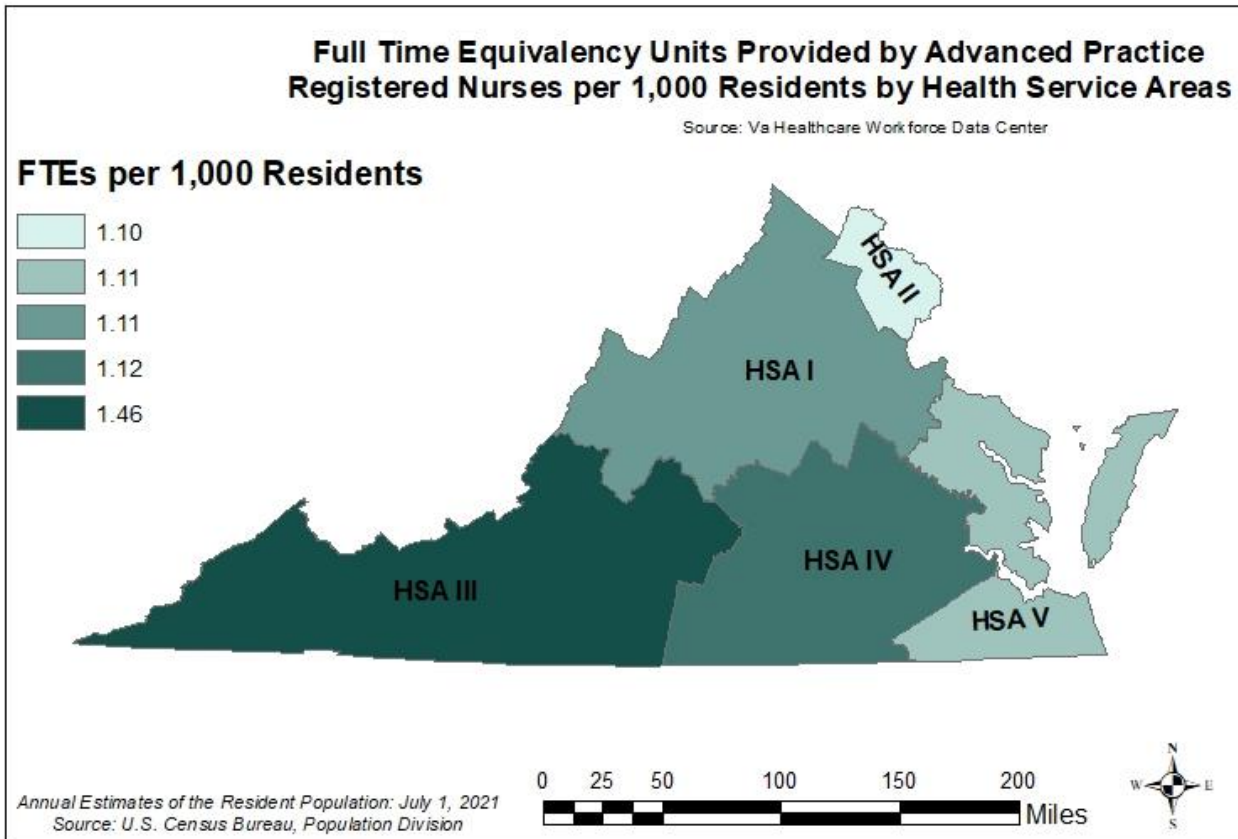 Full Time Equivalency Units Provided by Advanced Practice
Registered Nurses per 1,000 Residents by Health Service Areas
Source: Va Healthcare Workforce Data Center
FTEs per 1,000 Residents
1.10
1.11
1.11
1.12
1.46
HSA II
HSA I
HSA III
HSA IV
HSA V
Annual Estimates of the Resident Population: July 1, 2021
Source: U.S. Census Bureau, Population Division
0 25 50 100 150 200
Miles
N
W E
S